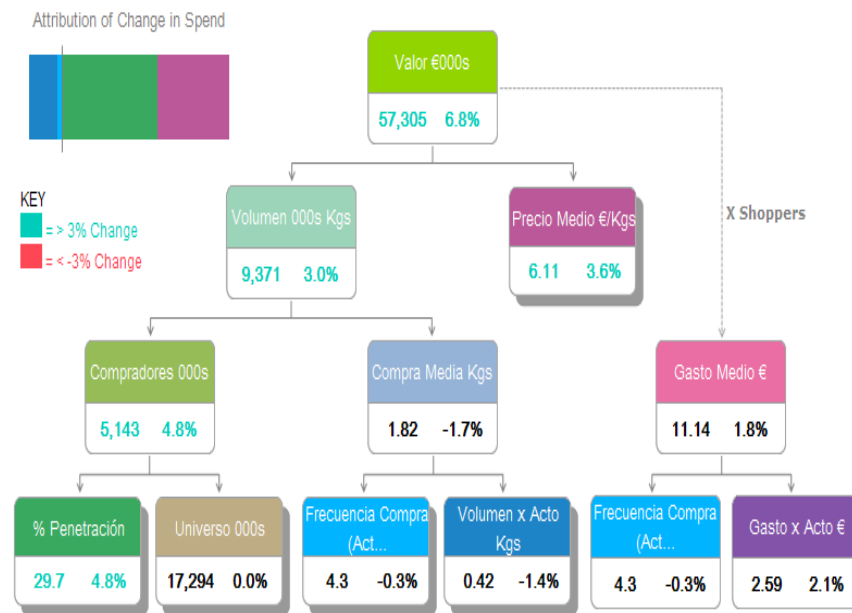 Attribution of Change in Spend
Valor €000s
57,305 6.8%
KEY
= > 3% Change
= < -3% Change
Volumen 000s Kgs
9,371 3.0%
Precio Medio €/Kgs
6.11 3.6%
X Shoppers
Compradores 000s
5,143 4.8%
Compra Media Kgs
1.82 -1.7%
Gasto Medio €
11.14 1.8%
% Penetración
29.7 4.8%
Universo 000s
17,294 0.0%
Frecuencia Compra
(Act...
4.3 -0.3%
Volumen x Acto
Kgs
0.42 -1.4%
Frecuencia Compra
(Act...
4.3 -0.3%
Gasto x Acto €
2.59 2.1%